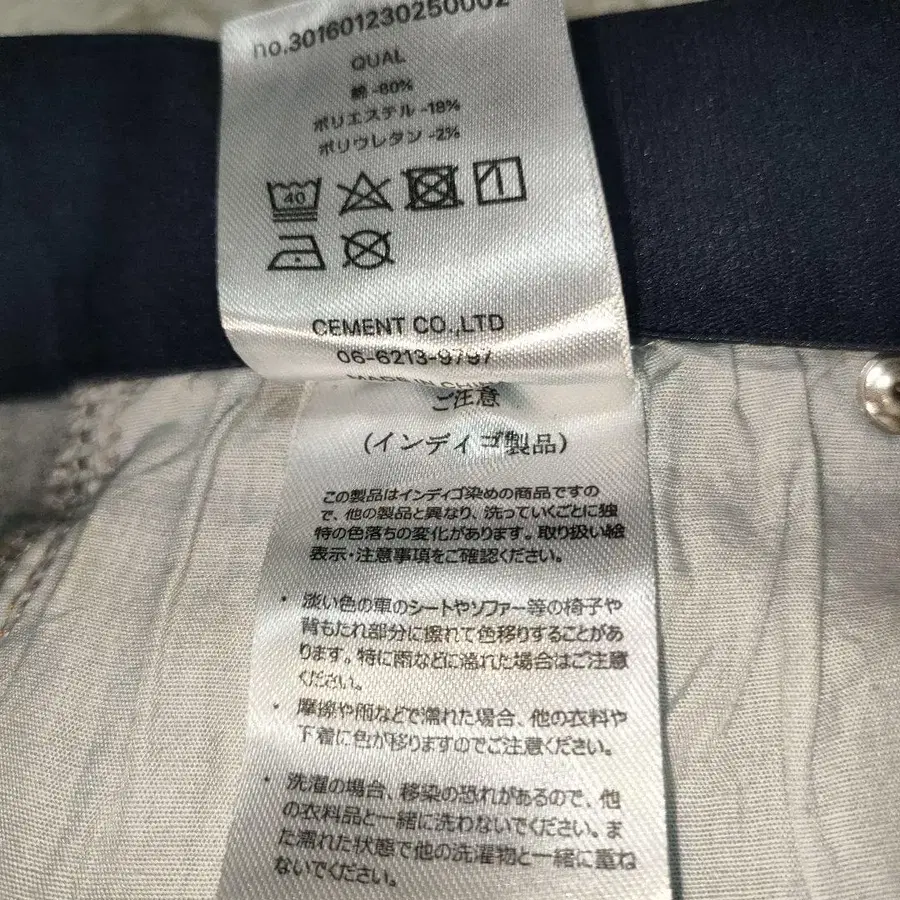 no.301601230250002
QUAL
綿 -80%
ポリエステル -18%
ポリウレタン -2%
40
CEMENT CO.,LTD
06-6213-9797
MADE IN
ご注意
(インディゴ製品)
この製品はインディゴ染めの商品ですの
で、他の製品と異なり、洗っていくごとに独
特の色落ちの変化があります。取り扱い絵
表示・注意事項をご確認ください。
・ 淡い色の車のシートやソファー等の椅子や
背もたれ部分に擦れて色移りすることがあ
ります。特に雨などに濡れた場合はご注意
ください。
・ 摩擦や雨などで濡れた場合、他の衣料や
下着に色が移りますのでご注意ください。
・ 洗濯の場合、移染の恐れがあるので、他
の衣料品と一緒に洗わないでください。ま
た濡れた状態で他の洗濯物と一緒に重ね